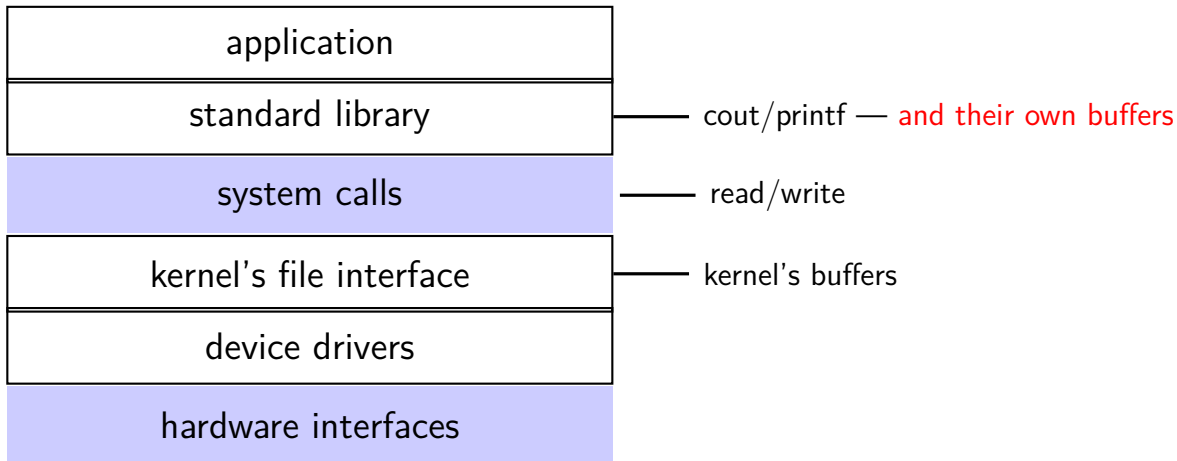 application
standard library
cout/printf — and their own buffers
system calls
read/write
kernel's file interface
kernel's buffers
device drivers
hardware interfaces